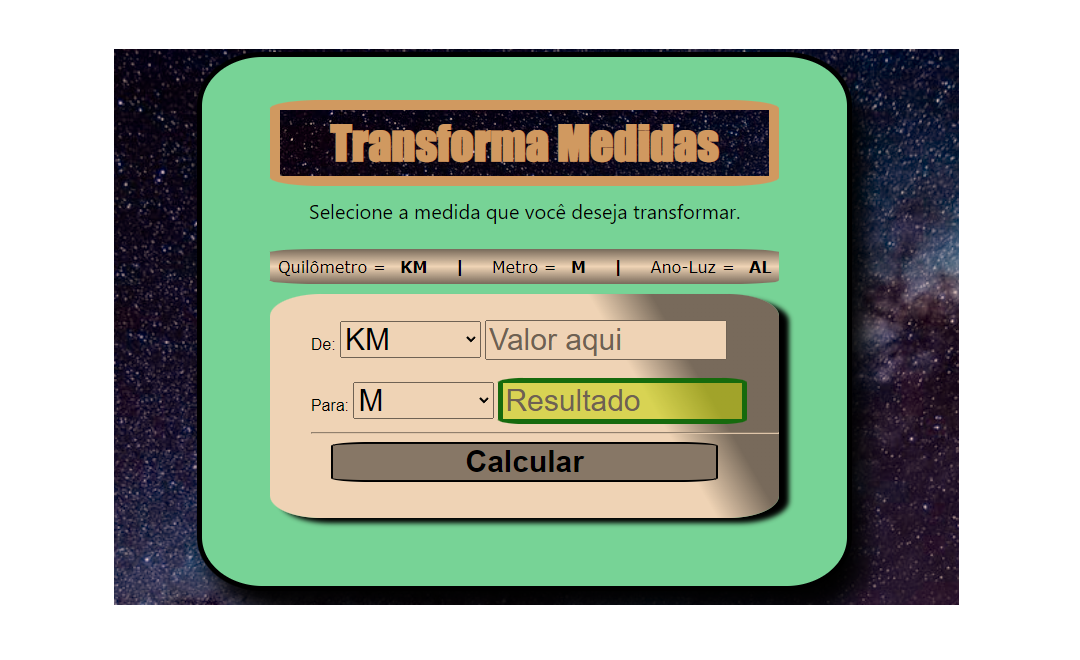 Transforma Medidas
Selecione a medida que você deseja transformar.
Quilômetro = KM | Metro = M | Ano-Luz = AL
De: KM Valor aqui
Para: M Resultado
Calcular